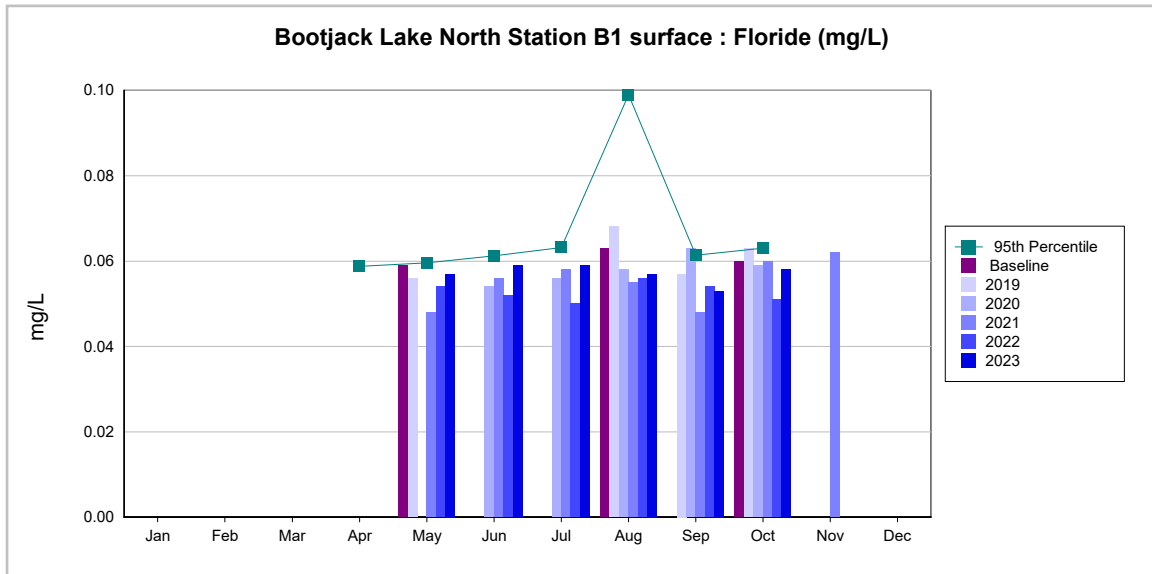 Bootjack Lake North Station B1 surface : Floride (mg/L)
mg/L
0.10
0.08
0.06
0.04
0.02
0.00
Jan Feb Mar Apr May Jun Jul Aug Sep Oct Nov Dec
95th Percentile
Baseline
2019
2020
2021
2022
2023